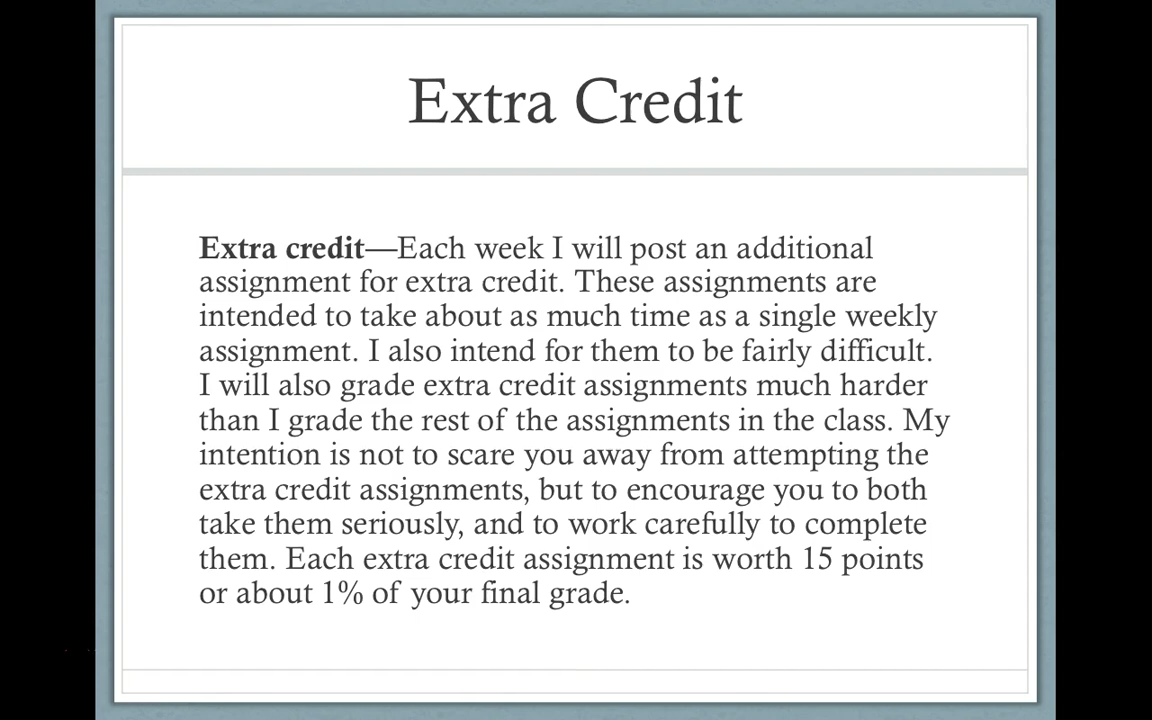 Extra Credit
Extra credit—Each week I will post an additional
assignment for extra credit. These assignments are
intended to take about as much time as a single weekly
assignment. I also intend for them to be fairly difficult.
I will also grade extra credit assignments much harder
than I grade the rest of the assignments in the class. My
intention is not to scare you away from attempting the
extra credit assignments, but to encourage you to both
take them seriously, and to work carefully to complete
them. Each extra credit assignment is worth 15 points
or about 1% of your final grade.